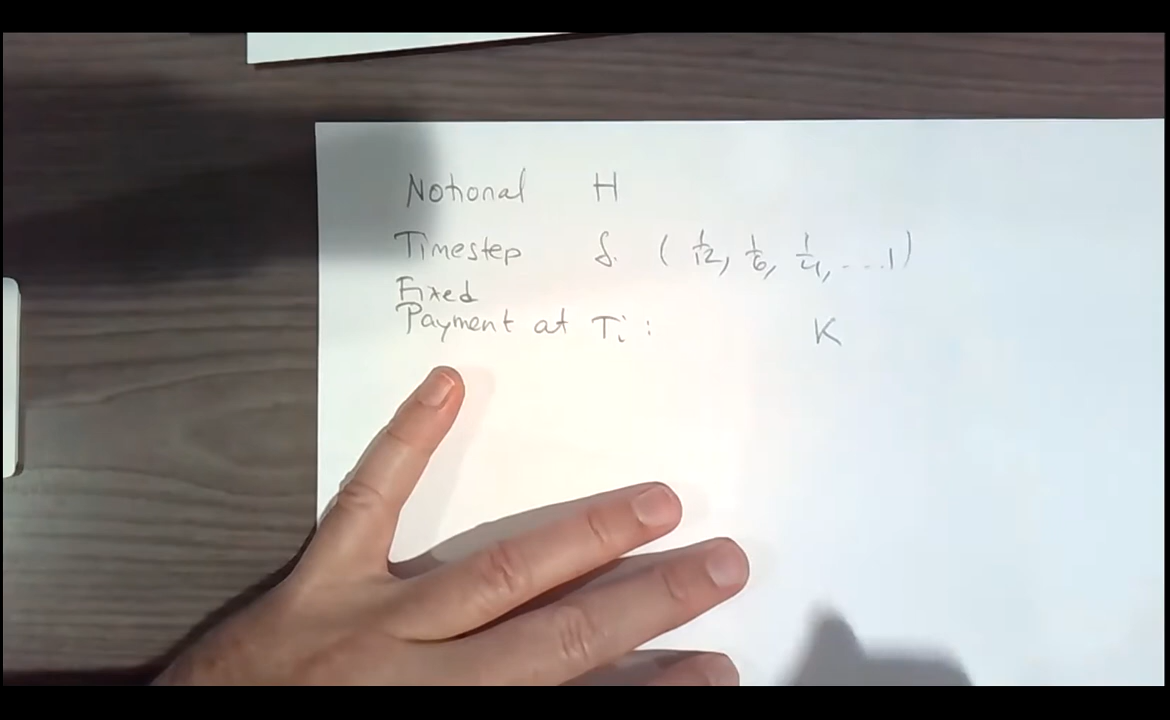 Notional H
Timestep δ. ( 1/12, 1/6, 1/4, ...1)
Fixed
Payment at Ti : K